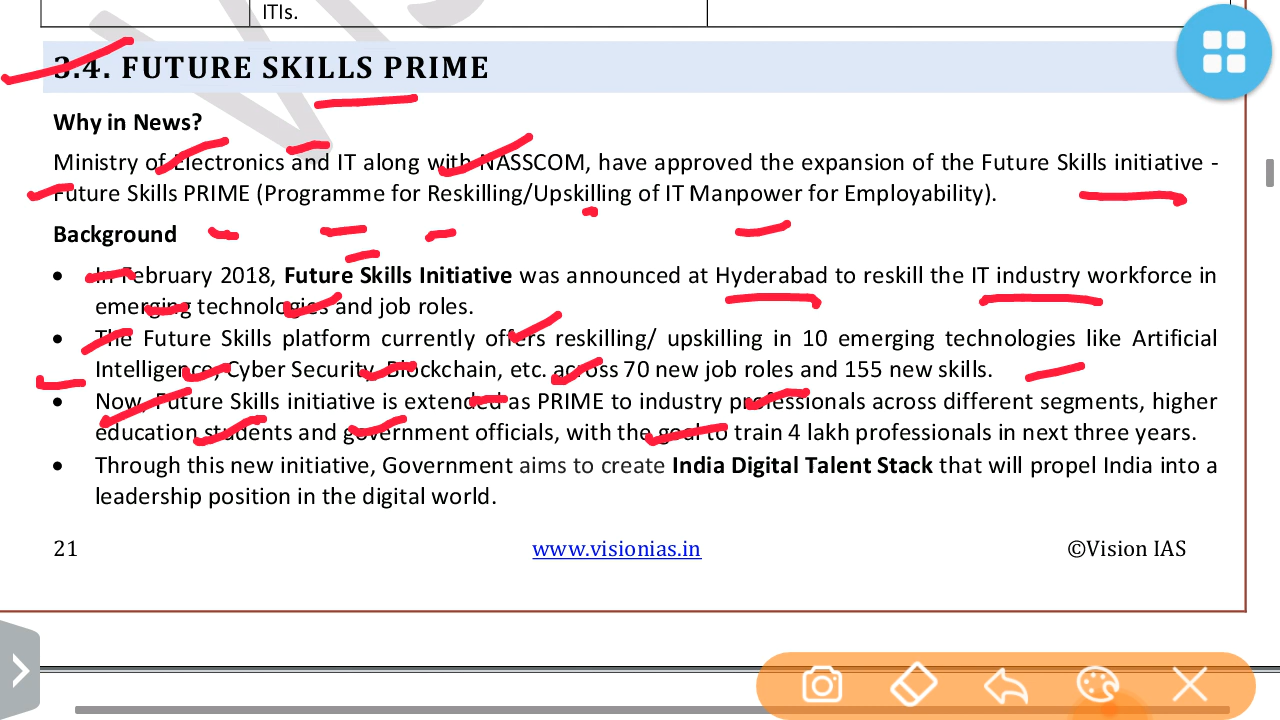 ITIs.
3.4. FUTURE SKILLS PRIME
Why in News?
Ministry of Electronics and IT along with NASSCOM, have approved the expansion of the Future Skills initiative -
Future Skills PRIME (Programme for Reskilling/Upskilling of IT Manpower for Employability).
Background
• In February 2018, Future Skills Initiative was announced at Hyderabad to reskill the IT industry workforce in
emerging technologies and job roles.
• The Future Skills platform currently offers reskilling/ upskilling in 10 emerging technologies like Artificial
Intelligence, Cyber Security, Blockchain, etc. across 70 new job roles and 155 new skills.
• Now, Future Skills initiative is extended as PRIME to industry professionals across different segments, higher
education students and government officials, with the goal to train 4 lakh professionals in next three years.
• Through this new initiative, Government aims to create India Digital Talent Stack that will propel India into a
leadership position in the digital world.
21 www.visionias.in ©Vision IAS